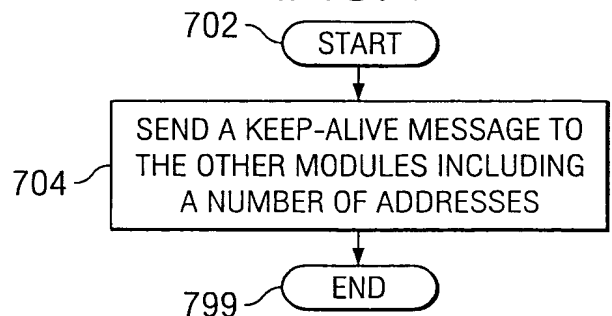 702
START
704
SEND A KEEP-ALIVE MESSAGE TO
THE OTHER MODULES INCLUDING
A NUMBER OF ADDRESSES
799
END